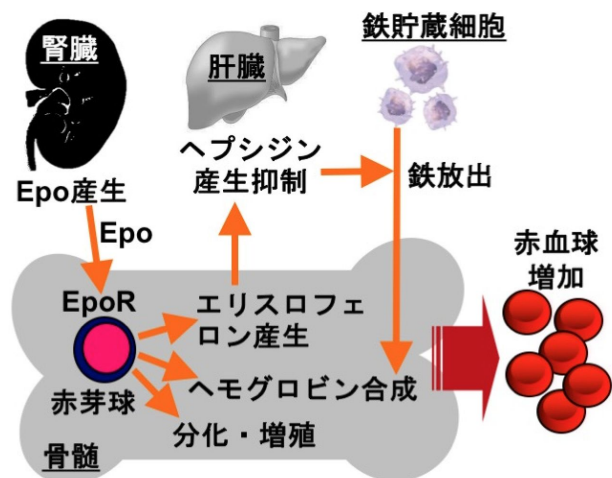 腎臓
肝臓
鉄貯蔵細胞
Epo産生
ヘプシジン
産生抑制
鉄放出
Epo
EpoR
エリスロフェ
ロン産生
赤芽球
ヘモグロビン合成
分化・増殖
骨髄
赤血球
増加